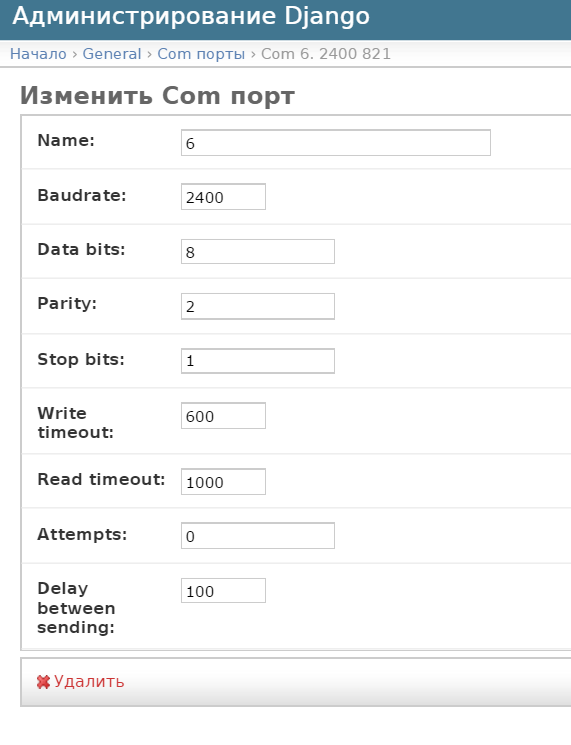 Администрирование Django
Начало › General › Com порты › Com 6. 2400 821
Изменить Com порт
Name: 6
Baudrate: 2400
Data bits: 8
Parity: 2
Stop bits: 1
Write
timeout: 600
Read timeout: 1000
Attempts: 0
Delay
between
sending: 100
Удалить